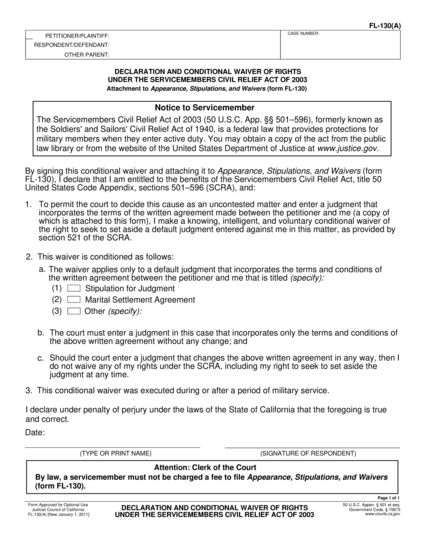 FL-130(A)
PETITIONER/PLAINTIFF:
RESPONDENT/DEFENDANT:
OTHER PARENT:
CASE NUMBER:
DECLARATION AND CONDITIONAL WAIVER OF RIGHTS
UNDER THE SERVICEMEMBERS CIVIL RELIEF ACT OF 2003
Attachment to Appearance, Stipulations, and Waivers (form FL-130)
Notice to Servicemember
The Servicemembers Civil Relief Act of 2003 (50 U.S.C. App. §§ 501–596), formerly known as
the Soldiers' and Sailors' Civil Relief Act of 1940, is a federal law that provides protections for
military members when they enter active duty. You may obtain a copy of the act from the public
law library or from the website of the United States Department of Justice at www.justice.gov.
By signing this conditional waiver and attaching it to Appearance, Stipulations, and Waivers (form
FL-130), I declare that I am entitled to the benefits of the Servicemembers Civil Relief Act, title 50
United States Code Appendix, sections 501–596 (SCRA), and:
1. To permit the court to decide this cause as an uncontested matter and enter a judgment that
incorporates the terms of the written agreement made between the petitioner and me (a copy of
which is attached to this form), I make a knowing, intelligent, and voluntary conditional waiver of
the right to seek to set aside a default judgment entered against me in this matter, as provided by
section 521 of the SCRA.
2. This waiver is conditioned as follows:
a. The waiver applies only to a default judgment that incorporates the terms and conditions of
the written agreement between the petitioner and me that is titled (specify):
(1) Stipulation for Judgment
(2) Marital Settlement Agreement
(3) Other (specify):
b. The court must enter a judgment in this case that incorporates only the terms and conditions of
the above written agreement without any change; and
c. Should the court enter a judgment that changes the above written agreement in any way, then I
do not waive any of my rights under the SCRA, including my right to seek to set aside the
judgment at any time.
3. This conditional waiver was executed during or after a period of military service.
I declare under penalty of perjury under the laws of the State of California that the foregoing is true
and correct.
Date:
(TYPE OR PRINT NAME)
(SIGNATURE OF RESPONDENT)
Attention: Clerk of the Court
By law, a servicemember must not be charged a fee to file Appearance, Stipulations, and Waivers
(form FL-130).
Page 1 of 1
Form Approved for Optional Use
Judicial Council of California
FL-130(A) [New January 1, 2011]
DECLARATION AND CONDITIONAL WAIVER OF RIGHTS
UNDER THE SERVICEMEMBERS CIVIL RELIEF ACT OF 2003
50 U.S.C. Appen. § 501 et seq.
Government Code, § 70673
www.courts.ca.gov